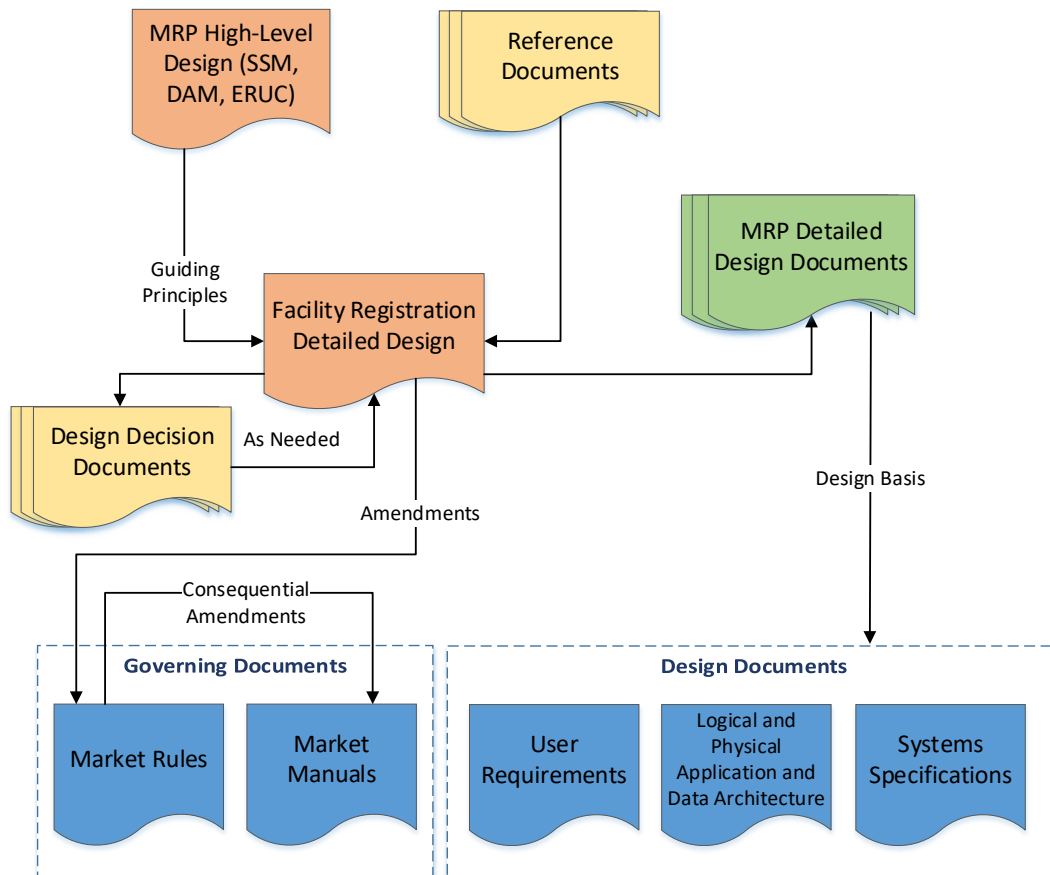 MRP High-Level
Design (SSM,
DAM, ERUC)
Reference
Documents
MRP Detailed
Design Documents
Guiding
Principles
Facility Registration
Detailed Design
Design Decision
Documents
As Needed
Design Basis
Amendments
Consequential
Amendments
Governing Documents
Market Rules
Market
Manuals
Design Documents
User
Requirements
Logical and
Physical
Application and
Data Architecture
Systems
Specifications